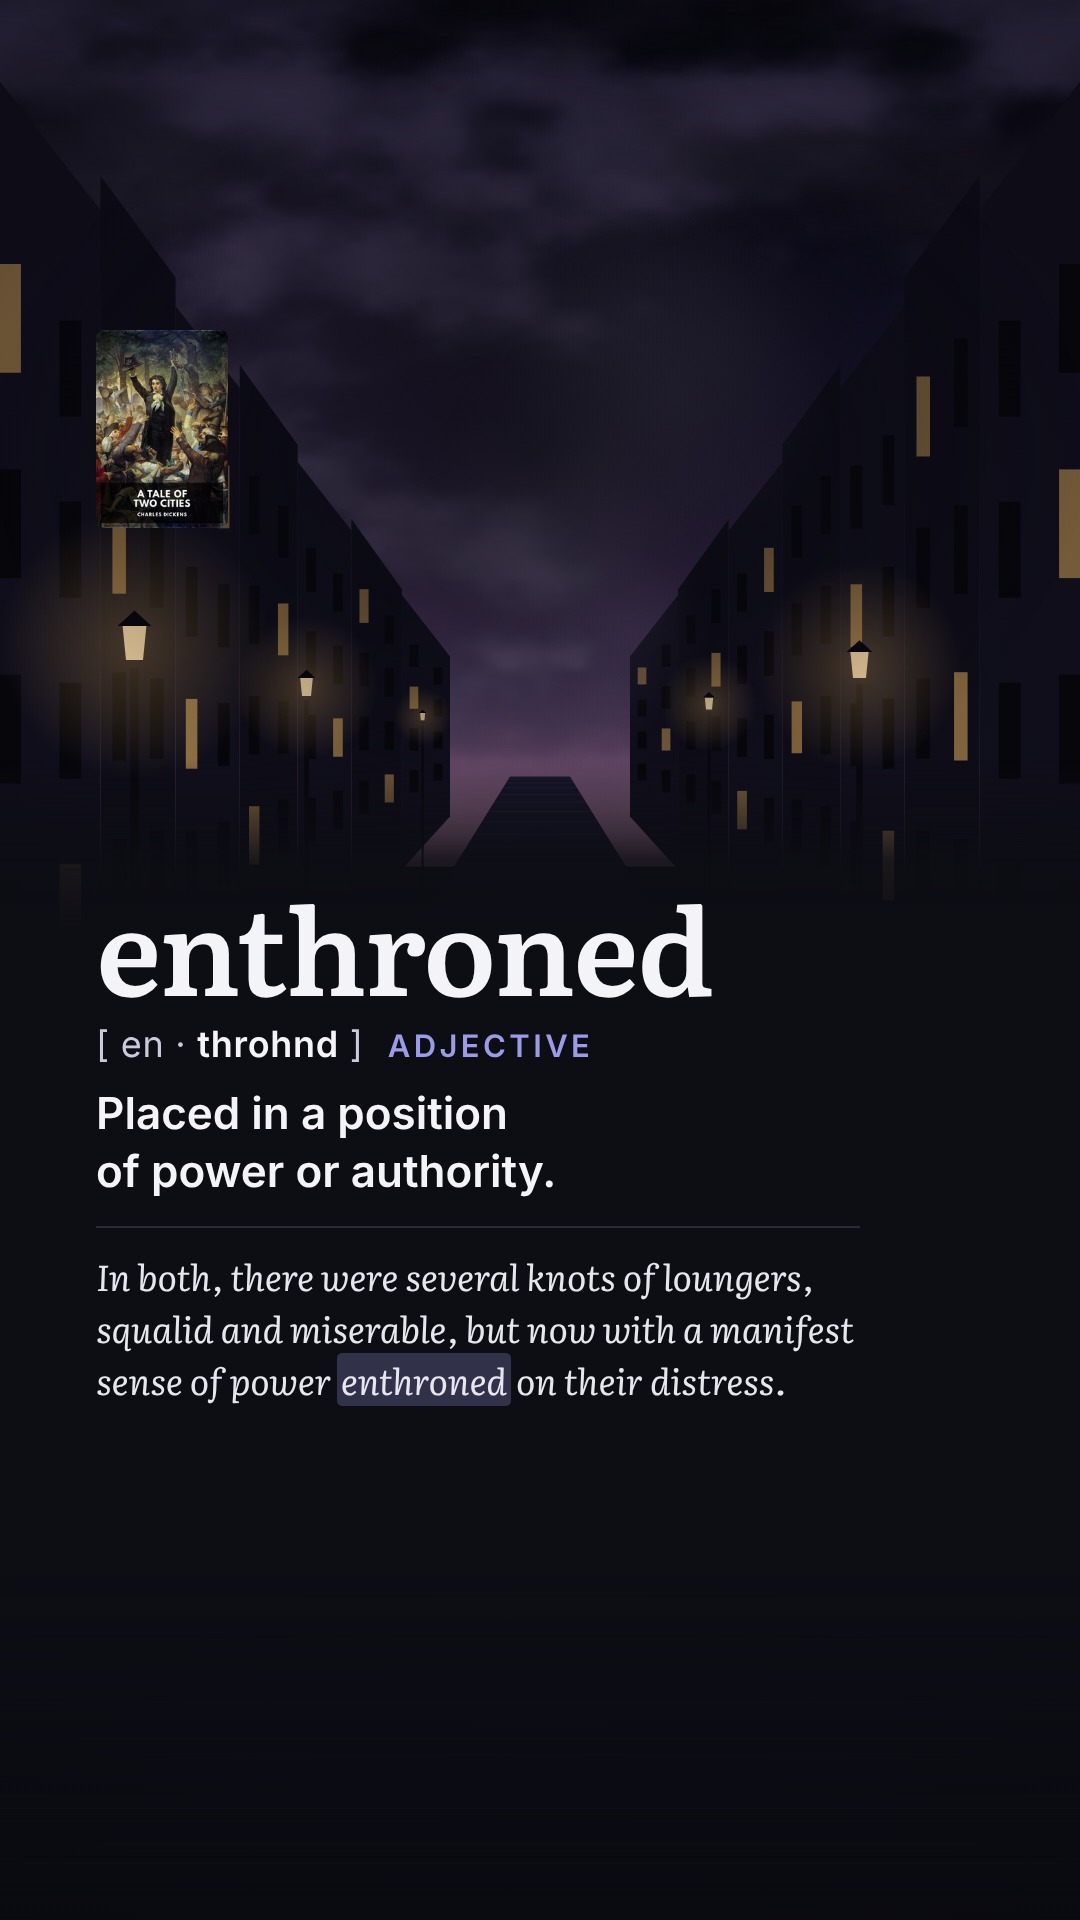 A TALE OF
TWO CITIES
CHARLES DICKENS
enthroned
[ en · throhnd ] ADJECTIVE
Placed in a position
of power or authority.
In both, there were several knots of loungers,
squalid and miserable, but now with a manifest
sense of power enthroned on their distress.